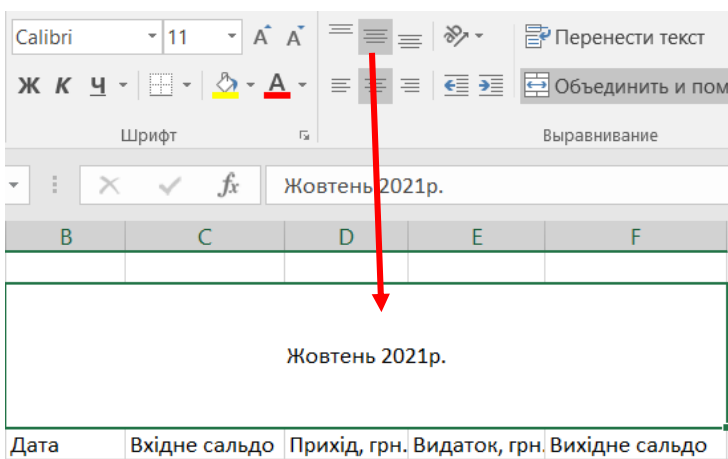 Calibri 11 А А Перенести текст
Ж К Ч А Объединить и пом
Шрифт Выравнивание
fx Жовтень 2021р.
B C D E F
Жовтень 2021р.
Дата Вхідне сальдо Прихід, грн. Видаток, грн. Вихідне сальдо